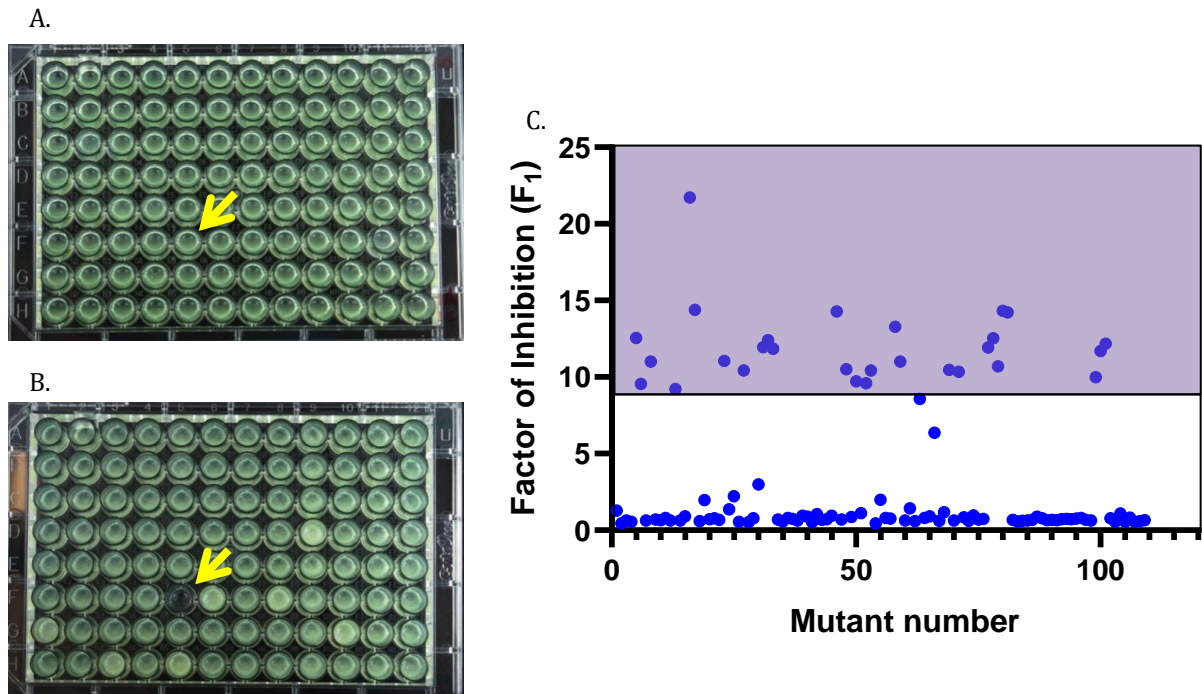 A.
1 2 3 4 5 6 7 8 9 10 11 12
A
B
C
D
E
F
G
H
B.
A
D
E
F
G
H
C.
25
20
15
10
5
0
Factor of Inhibition (F1)
0 50 100
Mutant number